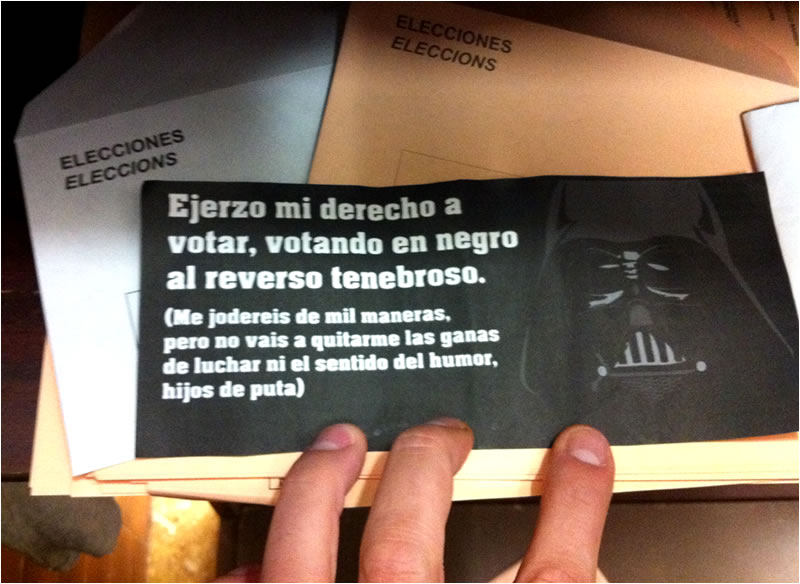 ELECCIONES
ELECCIONS
ELECCIONES
ELECCIONS
Ejerzo mi derecho a
votar, votando en negro
al reverso tenebroso.
(Me jodereis de mil maneras,
pero no vais a quitarme las ganas
de luchar ni el sentido del humor,
hijos de puta)